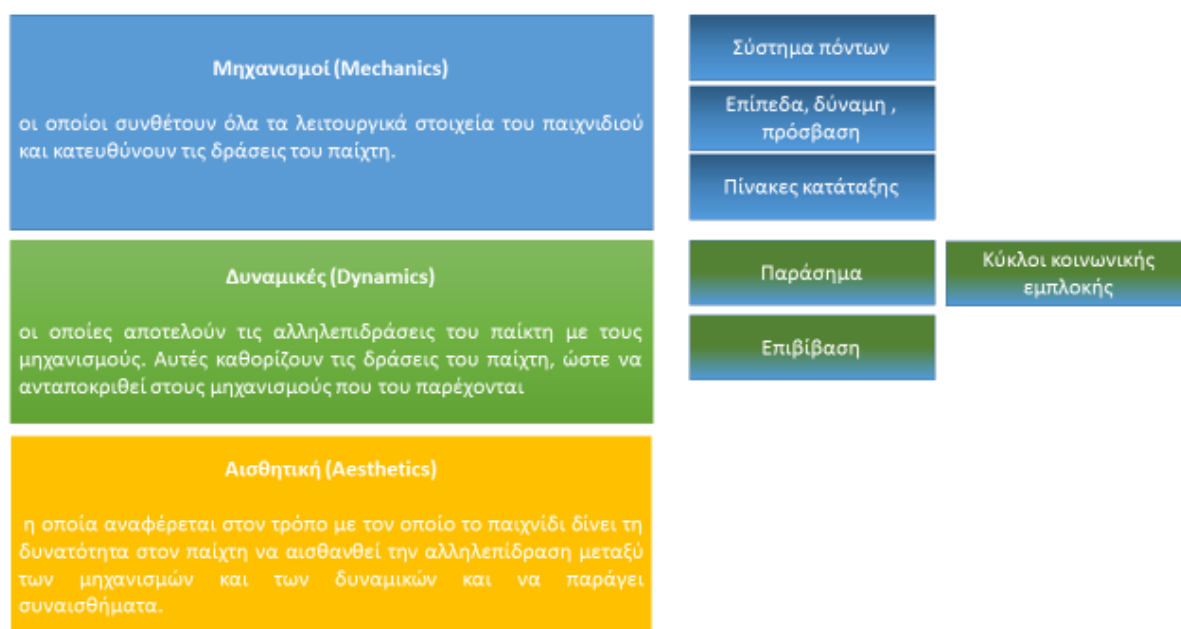 Μηχανισμοί (Mechanics)
οι οποίοι συνθέτουν όλα τα λειτουργικά στοιχεία του παιχνιδιού
και κατευθύνουν τις δράσεις του παίχτη.
Σύστημα πόντων
Επίπεδα, δύναμη ,
πρόσβαση
Πίνακες κατάταξης
Δυναμικές (Dynamics)
οι οποίες αποτελούν τις αλληλεπιδράσεις του παίκτη με τους
μηχανισμούς. Αυτές καθορίζουν τις δράσεις του παίχτη, ώστε να
ανταποκριθεί στους μηχανισμούς που του παρέχονται
Παράσημα
Κύκλοι κοινωνικής
εμπλοκής
Επιβίβαση
Αισθητική (Aesthetics)
η οποία αναφέρεται στον τρόπο με τον οποίο το παιχνίδι δίνει τη
δυνατότητα στον παίχτη να αισθανθεί την αλληλεπίδραση μεταξύ
των μηχανισμών και των δυναμικών και να παράγει
συναισθήματα.